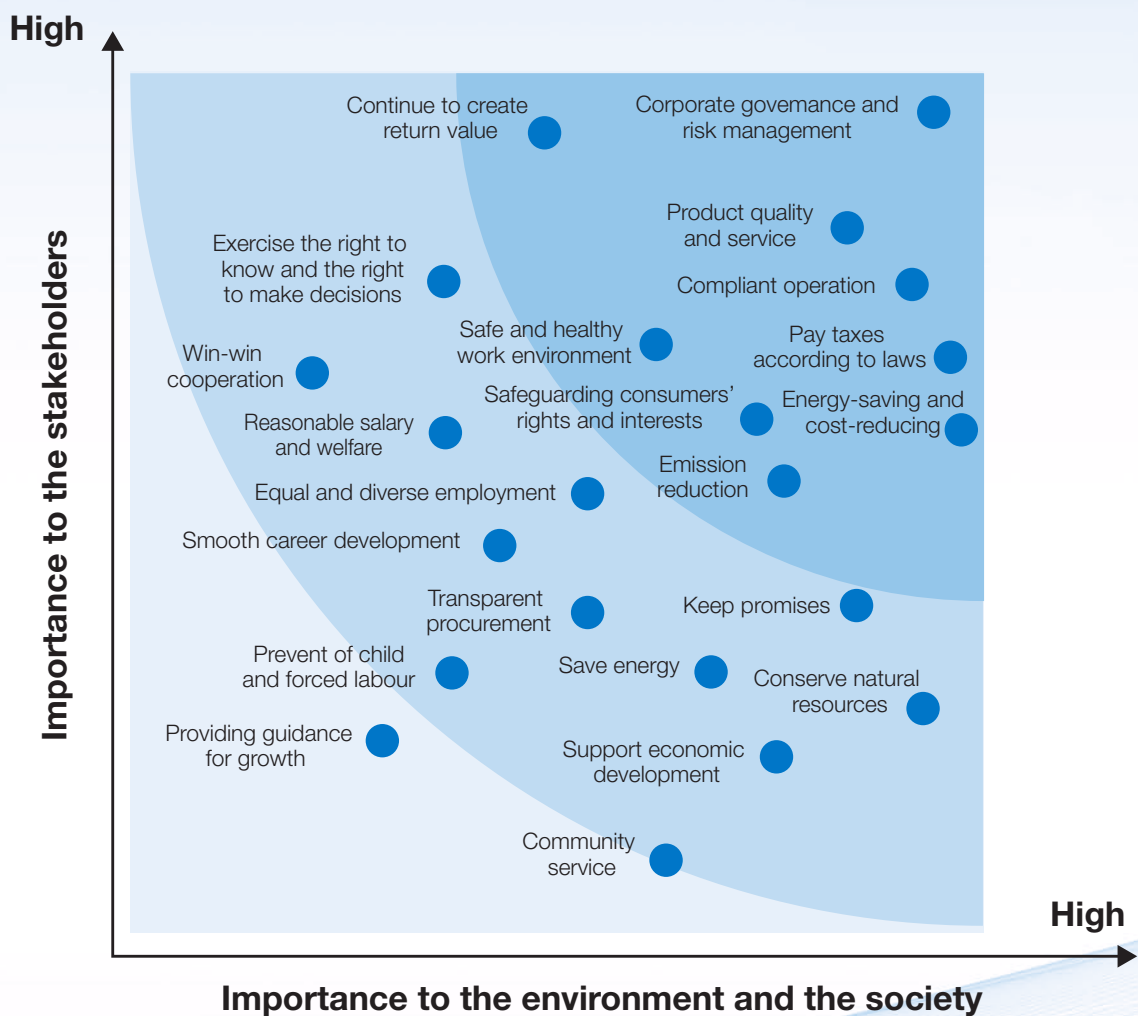 High
Continue to create
return value
Corporate govemance and
risk management
Product quality
and service
Exercise the right to
know and the right
to make decisions
Compliant operation
Safe and healthy
work environment
Pay taxes
according to laws
Win-win
cooperation
Safeguarding consumers'
rights and interests
Energy-saving and
cost-reducing
Reasonable salary
and welfare
Emission
reduction
Equal and diverse employment
Smooth career development
Transparent
procurement
Keep promises
Prevent of child
and forced labour
Save energy
Conserve natural
resources
Providing guidance
for growth
Support economic
development
Community
service
Importance to the stakeholders
High
Importance to the environment and the society